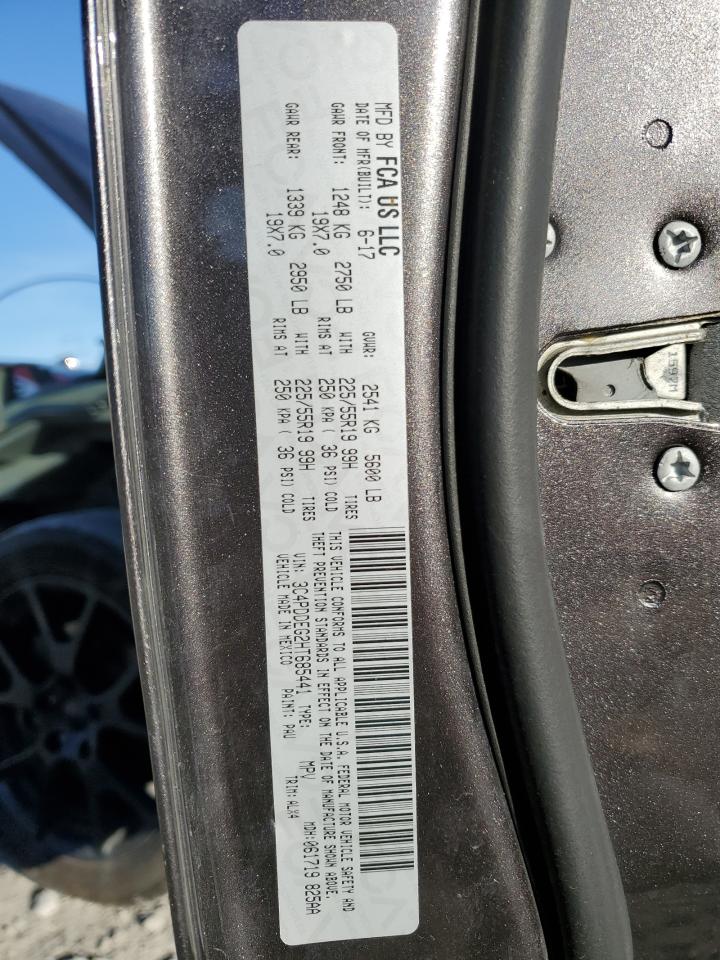 MFD BY FCA US LLC
DATE OF MFR(BUILT): 6-17 GVWR: 2541 KG 5600 LB
GAWR FRONT: 1248 KG 2750 LB WITH 225/55R19 99H TIRES
19X7.0 RIMS AT 250 KPA ( 36 PSI) COLD
GAWR REAR: 1339 KG 2950 LB WITH 225/55R19 99H TIRES
19X7.0 RIMS AT 250 KPA ( 36 PSI) COLD
THIS VEHICLE CONFORMS TO ALL APPLICABLE U.S.A. FEDERAL MOTOR VEHICLE SAFETY AND
THEFT PREVENTION STANDARDS IN EFFECT ON THE DATE OF MANUFACTURE SHOWN ABOVE.
VIN: 3C4PDDEG2HT685441 TYPE: MPV MDH:061719 825AA
VEHICLE MADE IN MEXICO PAINT: PAU TRIM: ALX4
1592M